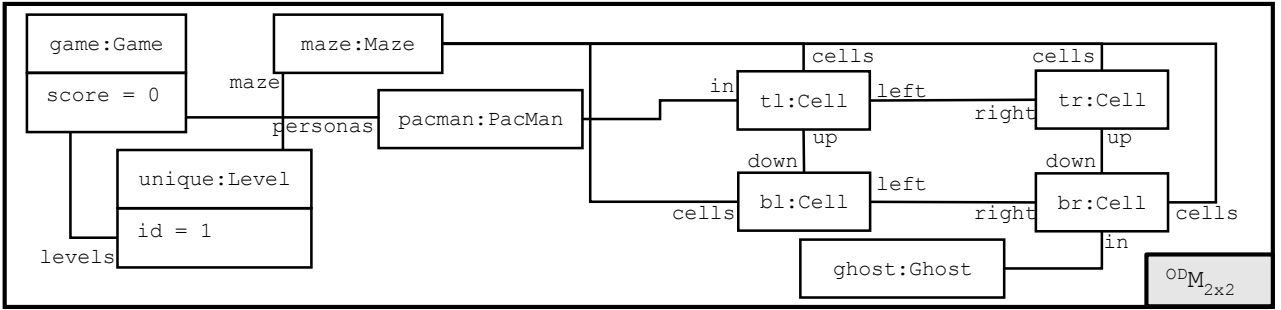 game:Game
maze:Maze
score = 0
maze
personas
pacman:PacMan
in
cells
cells
tl:Cell
left
right
tr:Cell
up
up
down
down
unique:Level
id = 1
levels
cells
bl:Cell
left
right
br:Cell
cells
in
ghost:Ghost
ODM2x2